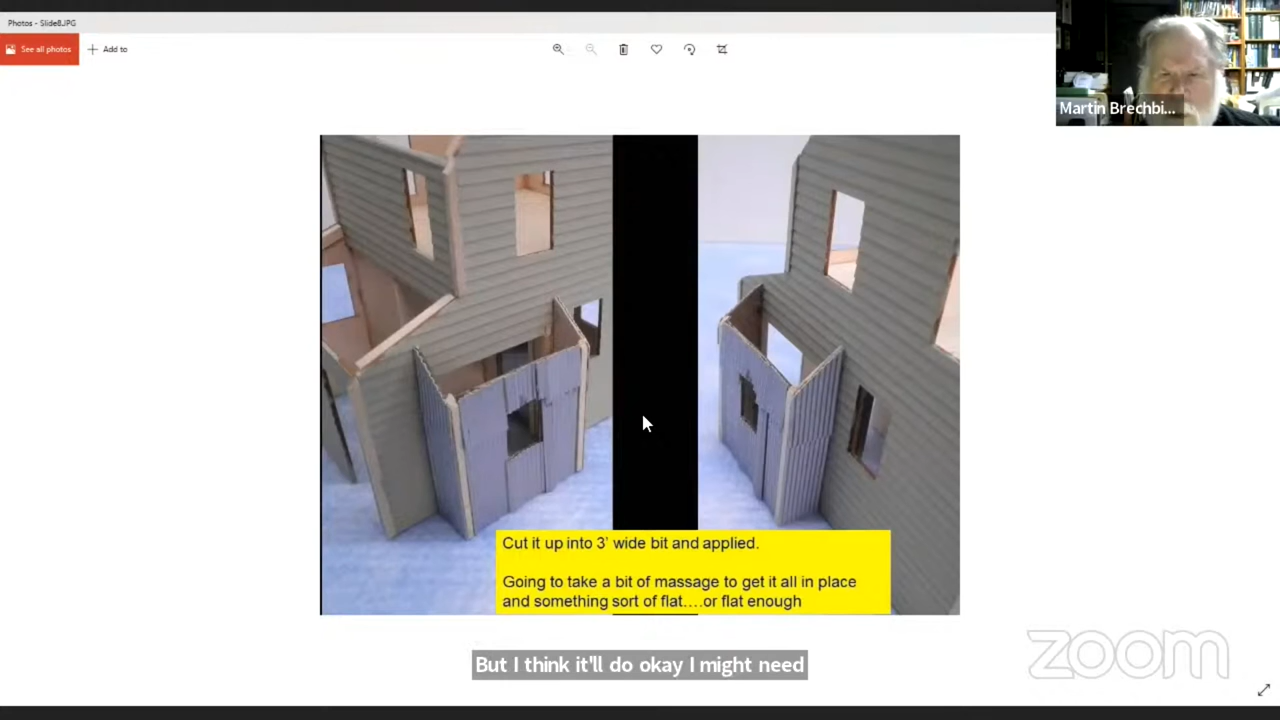 Photos - Slide8.JPG
See all photos
Add to
Martin Brechbi...
Cut it up into 3' wide bit and applied.
Going to take a bit of massage to get it all in place
and something sort of flat....or flat enough
But I think it'll do okay I might need
zoom